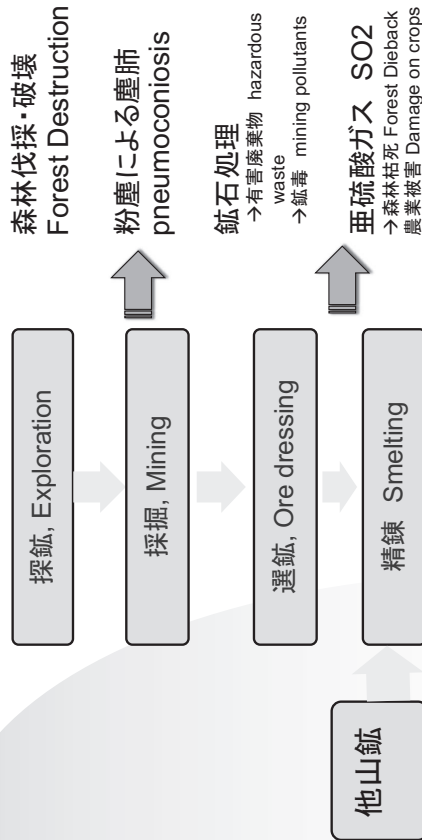 探鉱, Exploration
採掘, Mining
選鉱, Ore dressing
精錬 Smelting
他山鉱
森林伐採・破壊
Forest Destruction
粉塵による塵肺
pneumoconiosis
鉱石処理
→有害廃棄物 hazardous
waste
→鉱毒 mining pollutants
亜硫酸ガス SO2
→森林枯死 Forest Dieback
農業被害 Damage on crops